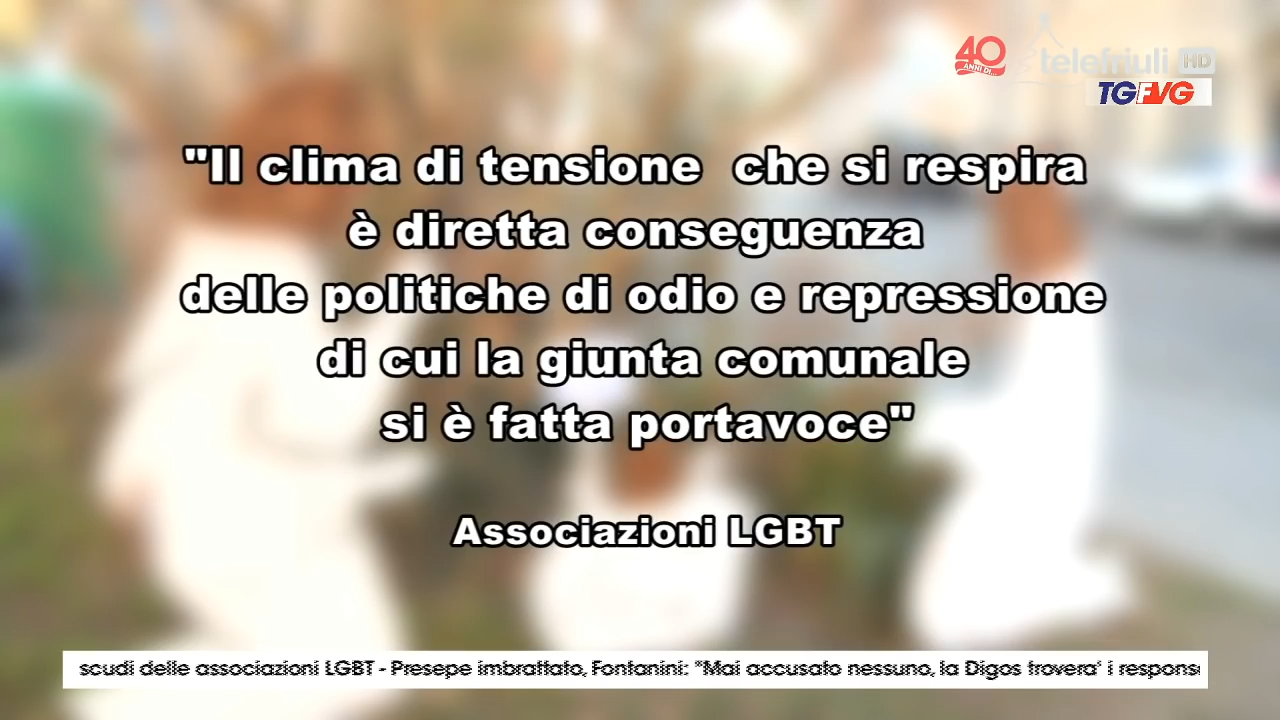 40
ANNI DI...
telefriuli HD
TGFVG
"Il clima di tensione che si respira
è diretta conseguenza
delle politiche di odio e repressione
di cui la giunta comunale
si è fatta portavoce"
Associazioni LGBT
scudi delle associazioni LGBT - Presepe imbrattato, Fontanini: "Mai accusato nessuno, la Digos trovera' i respons